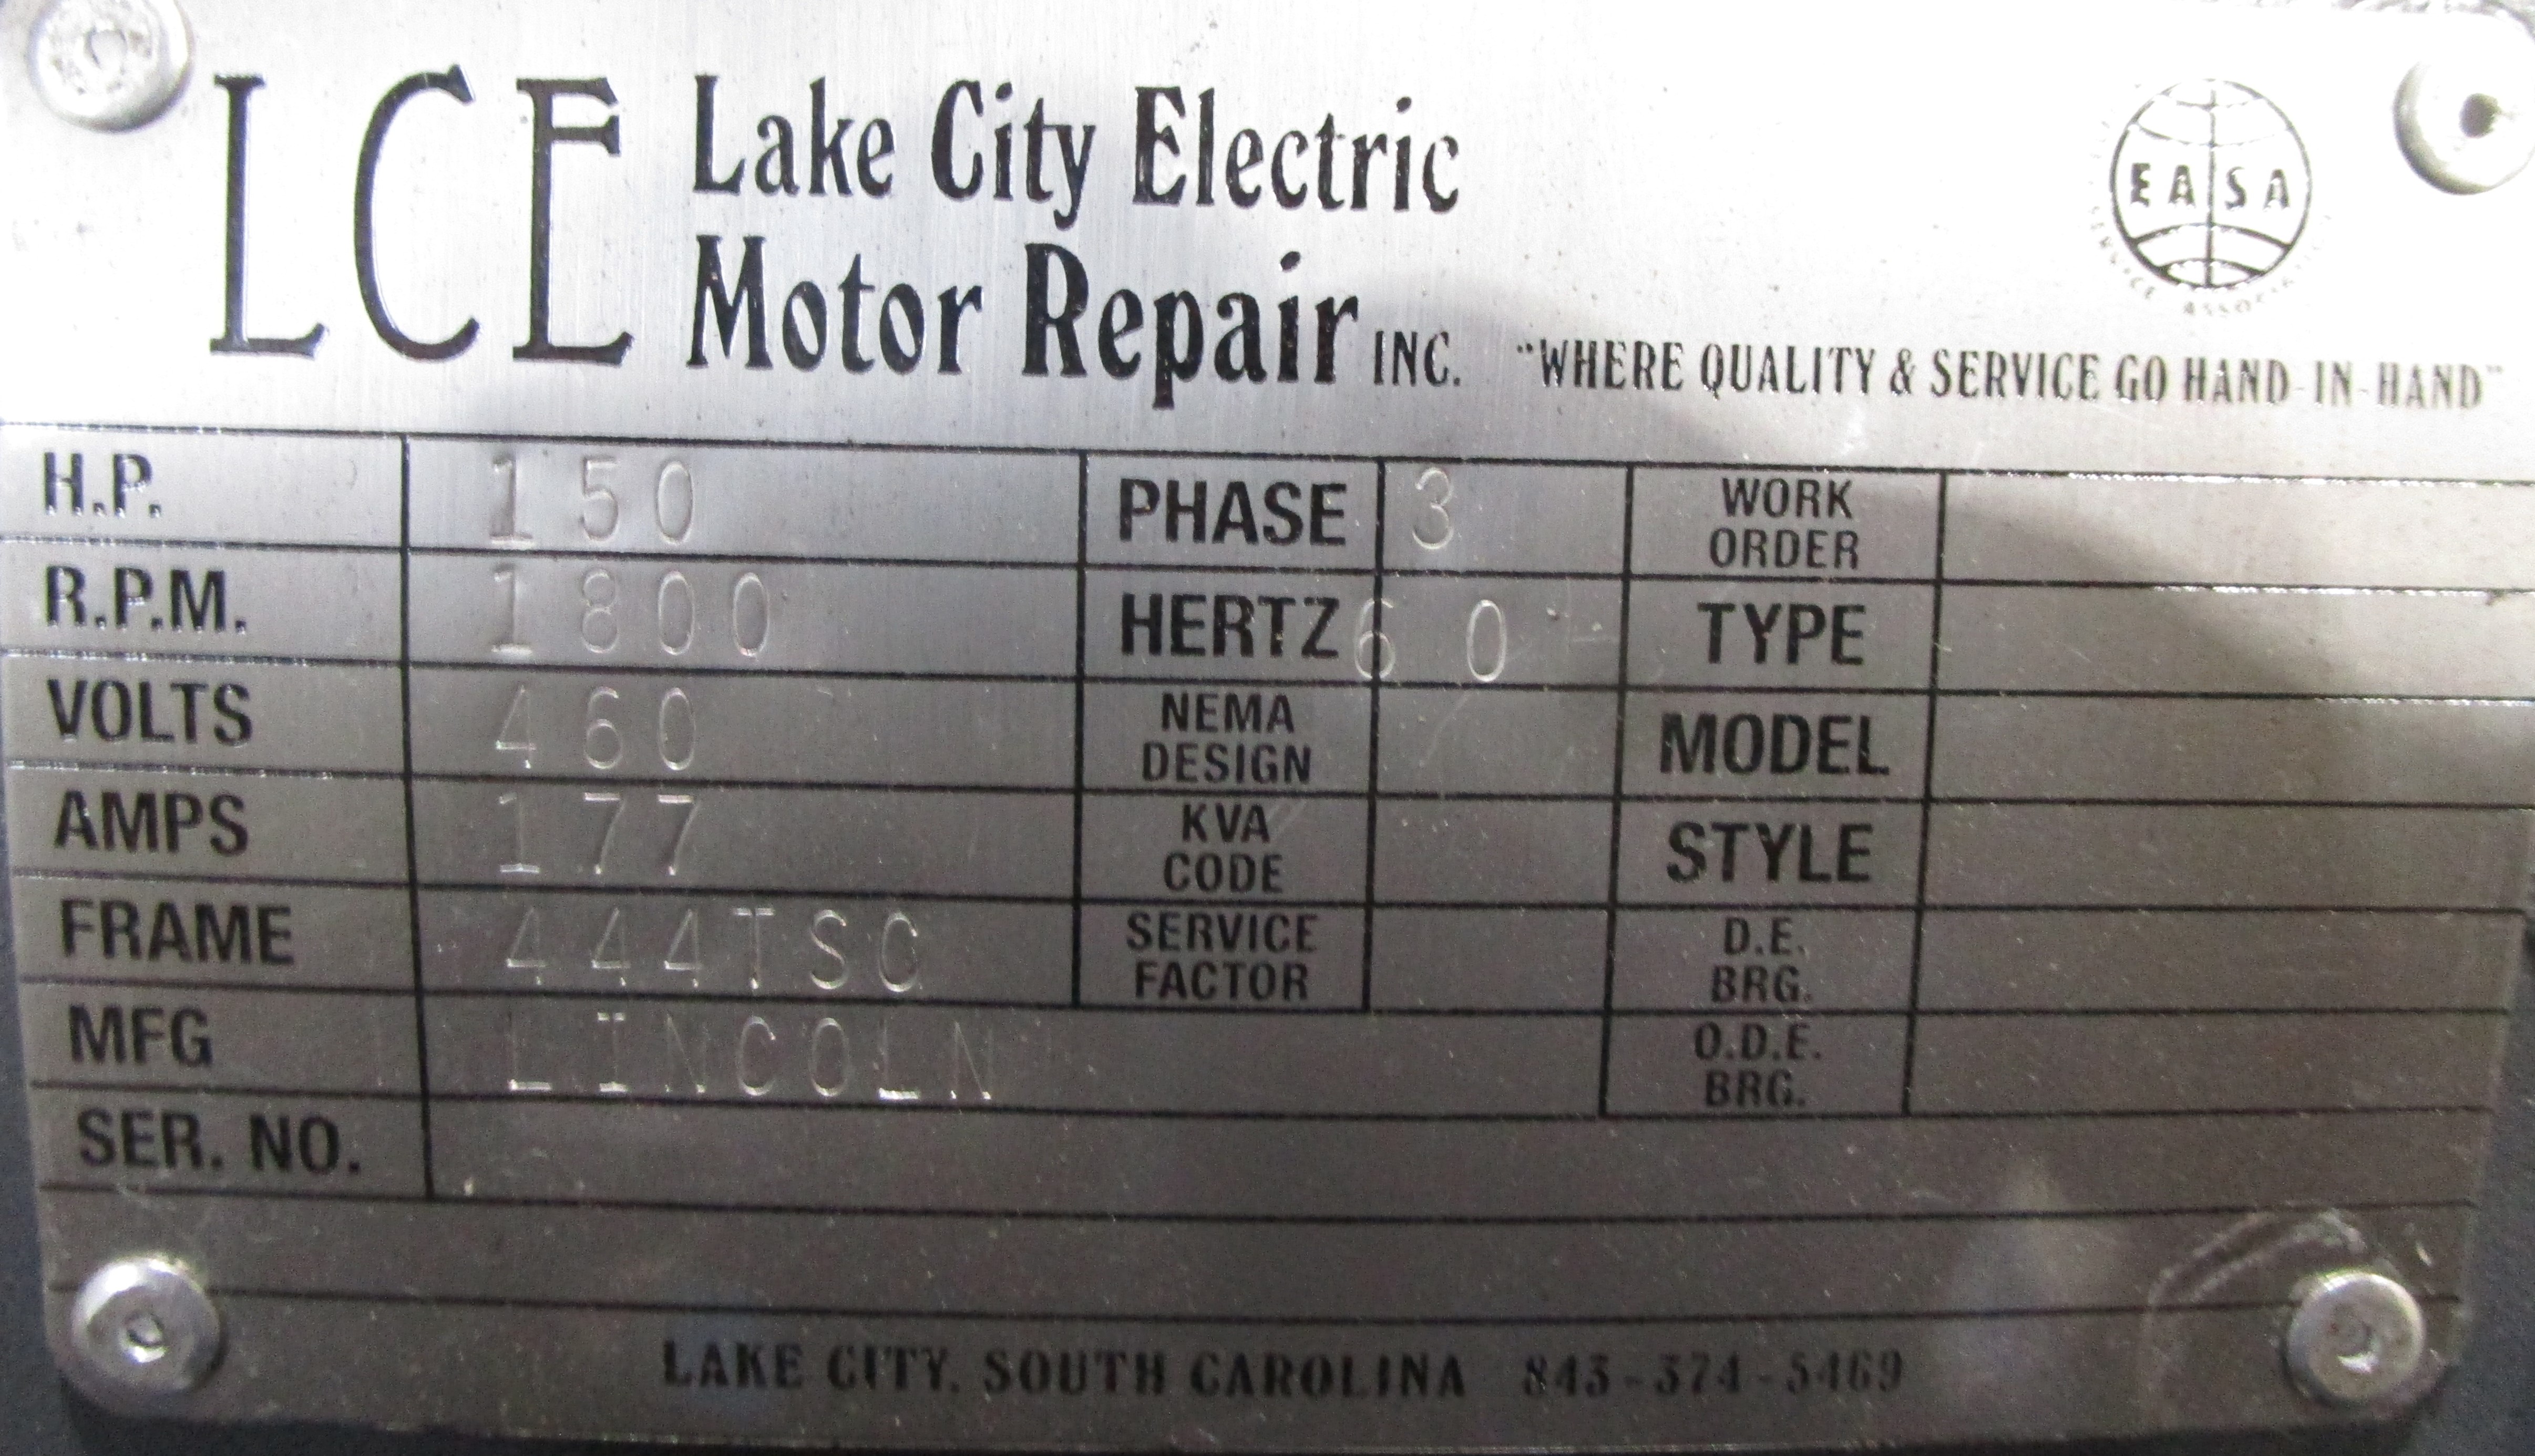 LCE Lake City Electric
Motor Repair INC. "WHERE QUALITY & SERVICE GO HAND-IN-HAND"
EASA
SERVICE
H.P. 150 PHASE 3 WORK ORDER
R.P.M. 1800 HERTZ 60 TYPE
VOLTS 460 NEMA DESIGN MODEL
AMPS 177 KVA CODE STYLE
FRAME 444TSC SERVICE FACTOR D.E. BRG.
MFG LINCOLN O.D.E. BRG.
SER. NO.
LAKE CITY, SOUTH CAROLINA 843-374-5469